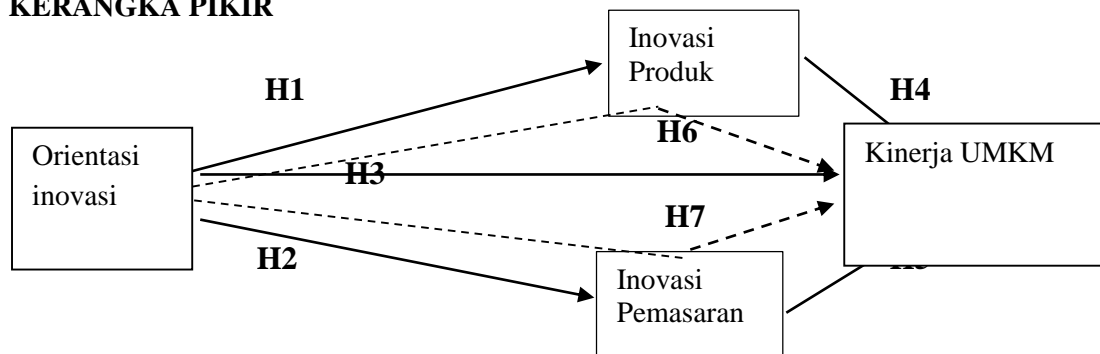 KERANGKA PIKIR
Inovasi
Produk
H1
H4
H6
Orientasi
inovasi
Kinerja UMKM
H3
H7
H2
Inovasi
Pemasaran